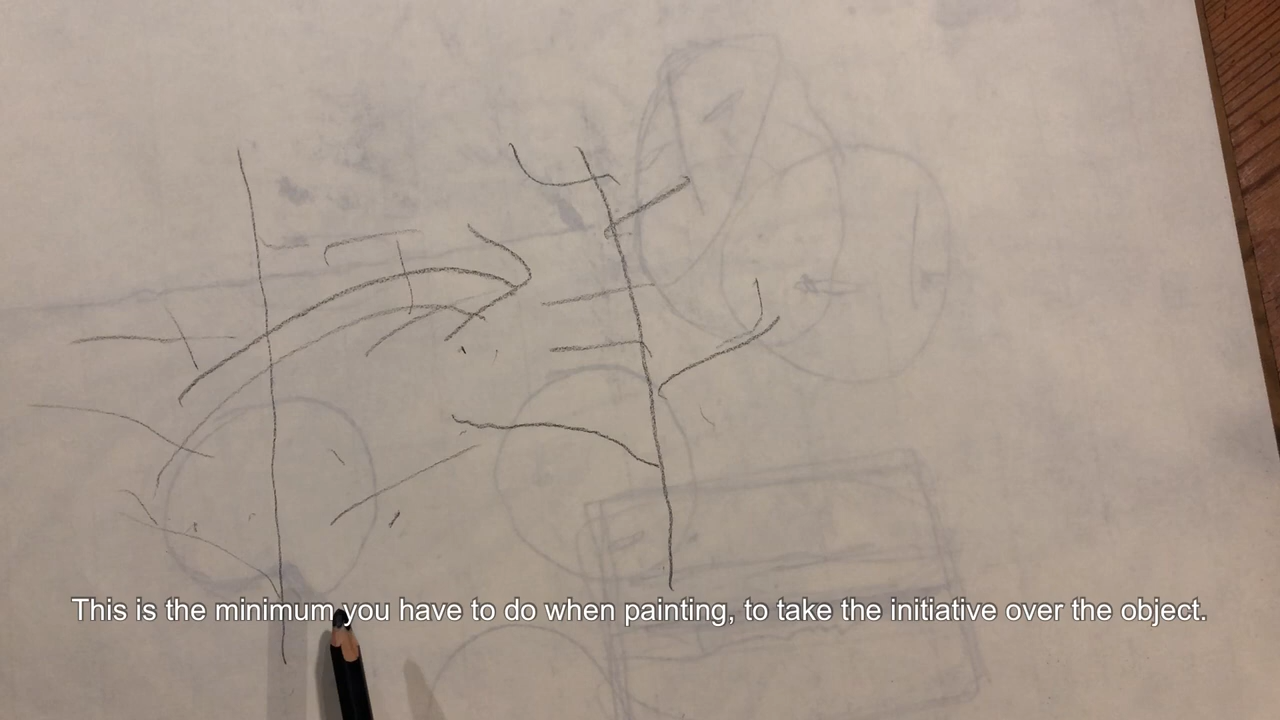 This is the minimum you have to do when painting, to take the initiative over the object.